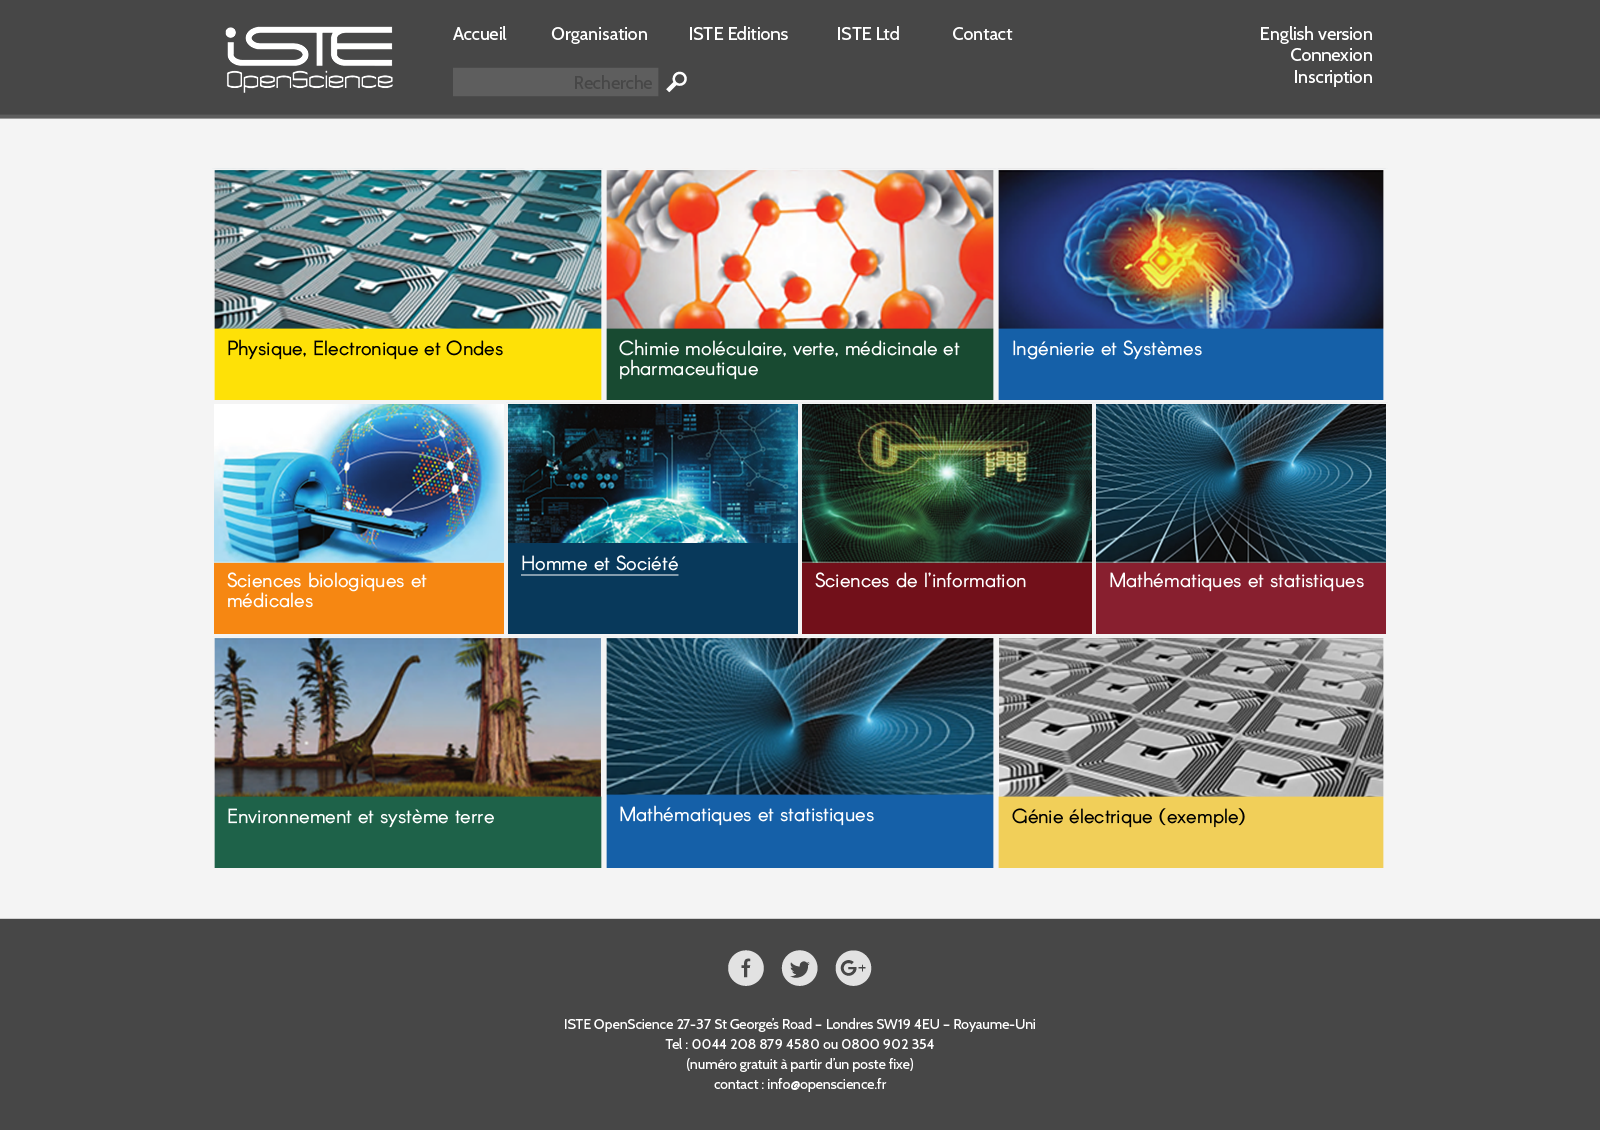 iSTE
OpenScience
Accueil
Organisation
ISTE Editions
ISTE Ltd
Contact
Recherche
English version
Connexion
Inscription
Physique, Electronique et Ondes
Chimie moléculaire, verte, médicinale et
pharmaceutique
Ingénierie et Systèmes
Sciences biologiques et
médicales
Homme et Société
Sciences de l'information
Mathématiques et statistiques
Environnement et système terre
Mathématiques et statistiques
Génie électrique (exemple)
f
G+
ISTE OpenScience 27-37 St George's Road – Londres SW19 4EU – Royaume-Uni
Tel : 0044 208 879 4580 ou 0800 902 354
(numéro gratuit à partir d'un poste fixe)
contact : info@openscience.fr